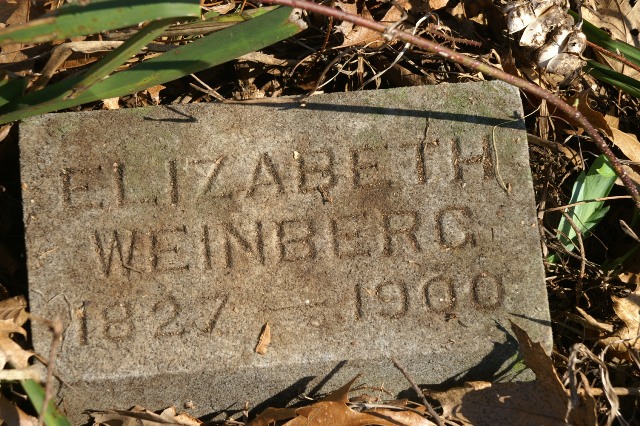 ELIZABETH
WEINBERG
1827 — 1900